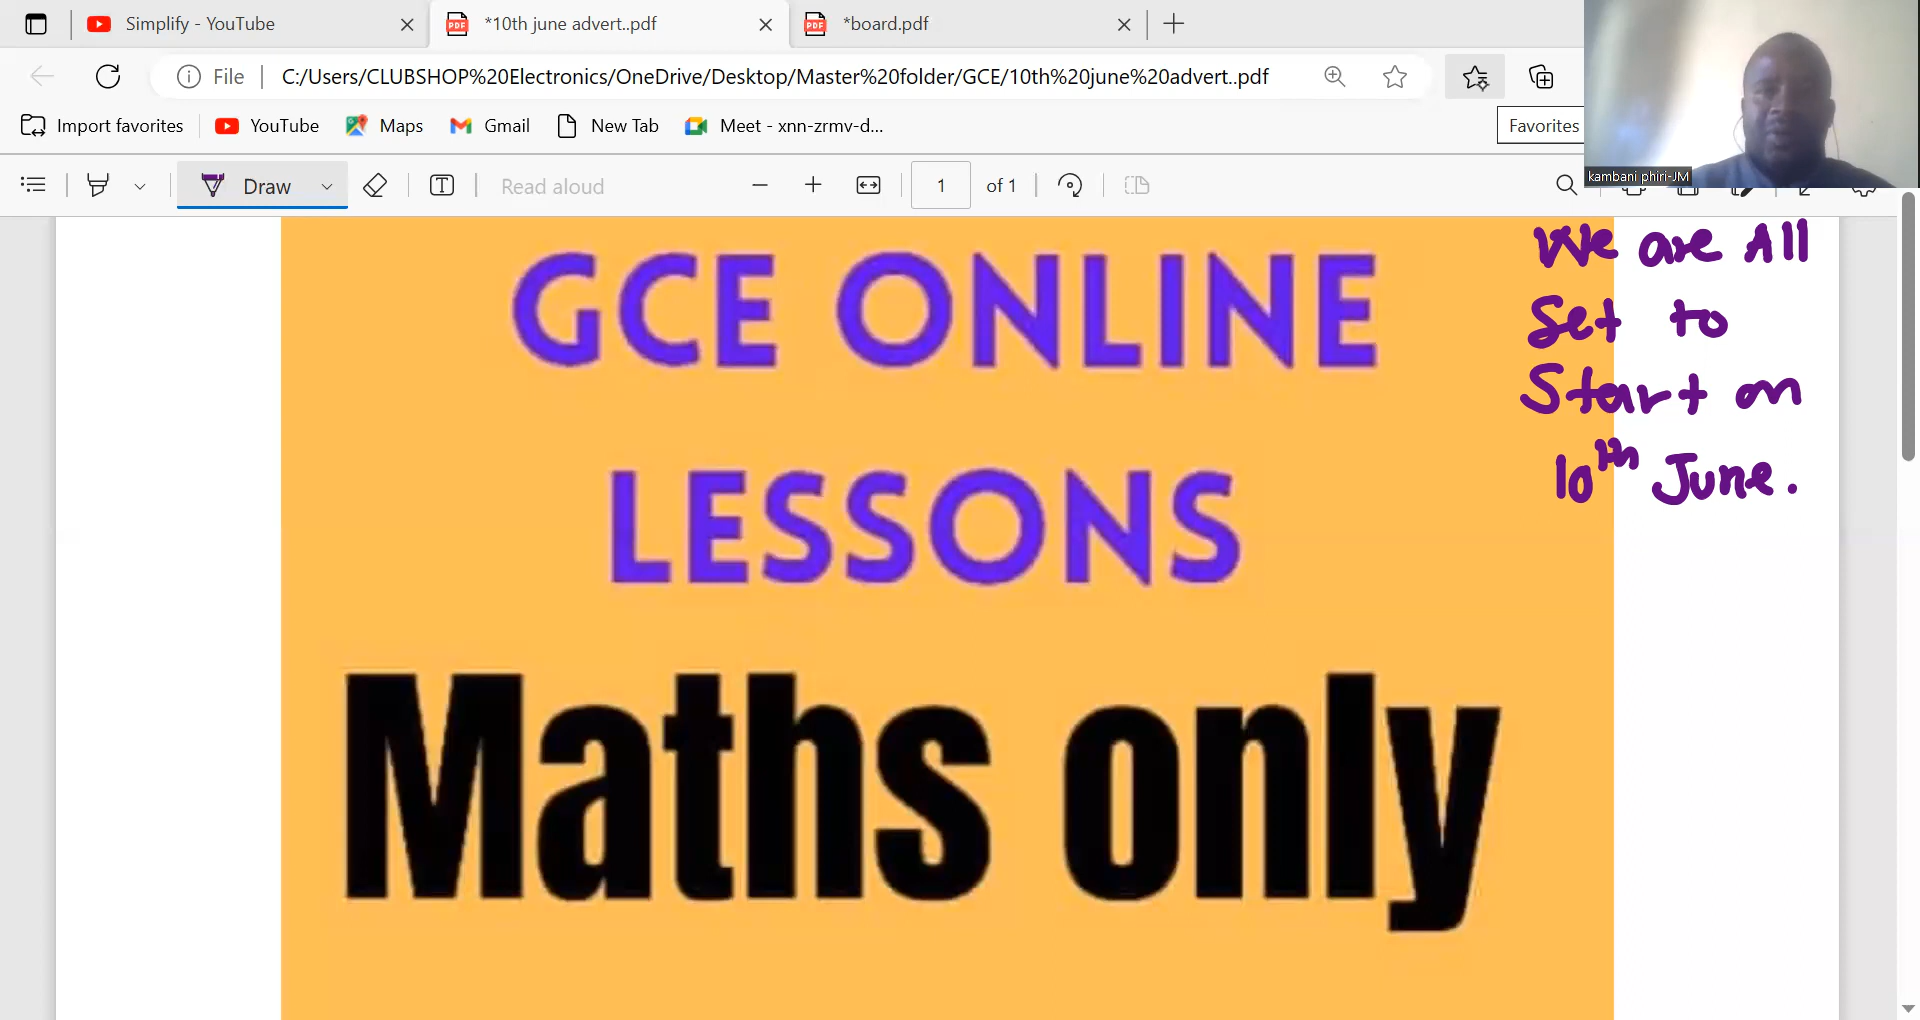 Simplify - YouTube
*10th june advert..pdf
*board.pdf
File
C:/Users/CLUBSHOP%20Electronics/OneDrive/Desktop/Master%20folder/GCE/10th%20june%20advert..pdf
Import favorites
YouTube
Maps
Gmail
New Tab
Meet - xnn-zrmv-d...
Favorites
kambani phiri-JM
Draw
Read aloud
1
of 1
GCE ONLINE
LESSONS
Maths only
We are All
Set to
Start on
10th June.